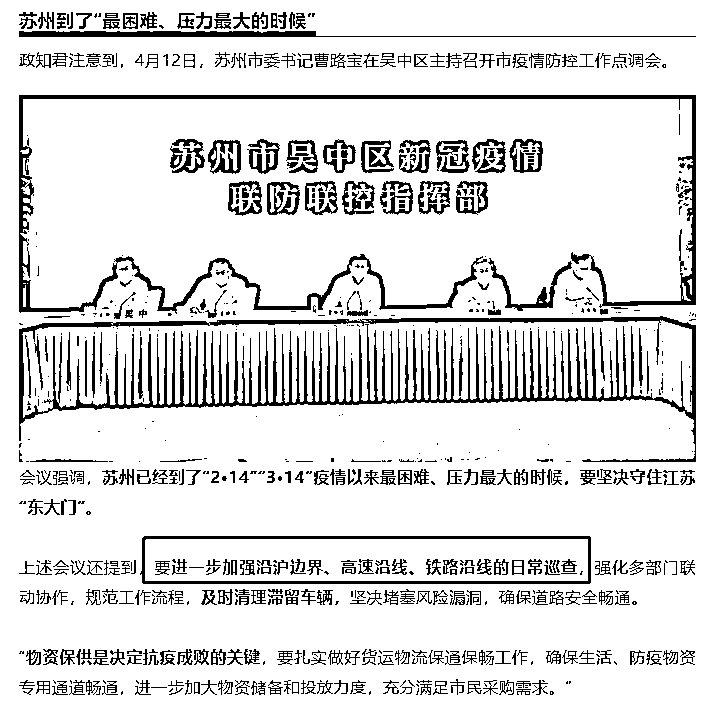 苏州到了“最困难、压力最大的时候”
政知君注意到，4月12日，苏州市委书记曹路宝在吴中区主持召开市疫情防控工作点调会。
苏州市吴中区新冠疫情
联防联控指挥部
吴中
会议强调，苏州已经到了“2·14”“3·14”疫情以来最困难、压力最大的时候，要坚决守住江苏
“东大门”。
上述会议还提到，要进一步加强沿沪边界、高速沿线、铁路沿线的日常巡查，强化多部门联
动协作，规范工作流程，及时清理滞留车辆，坚决堵塞风险漏洞，确保道路安全畅通。
“物资保供是决定抗疫成败的关键，要扎实做好货运物流保通保畅工作，确保生活、防疫物资
专用通道畅通，进一步加大物资储备和投放力度，充分满足市民采购需求。”